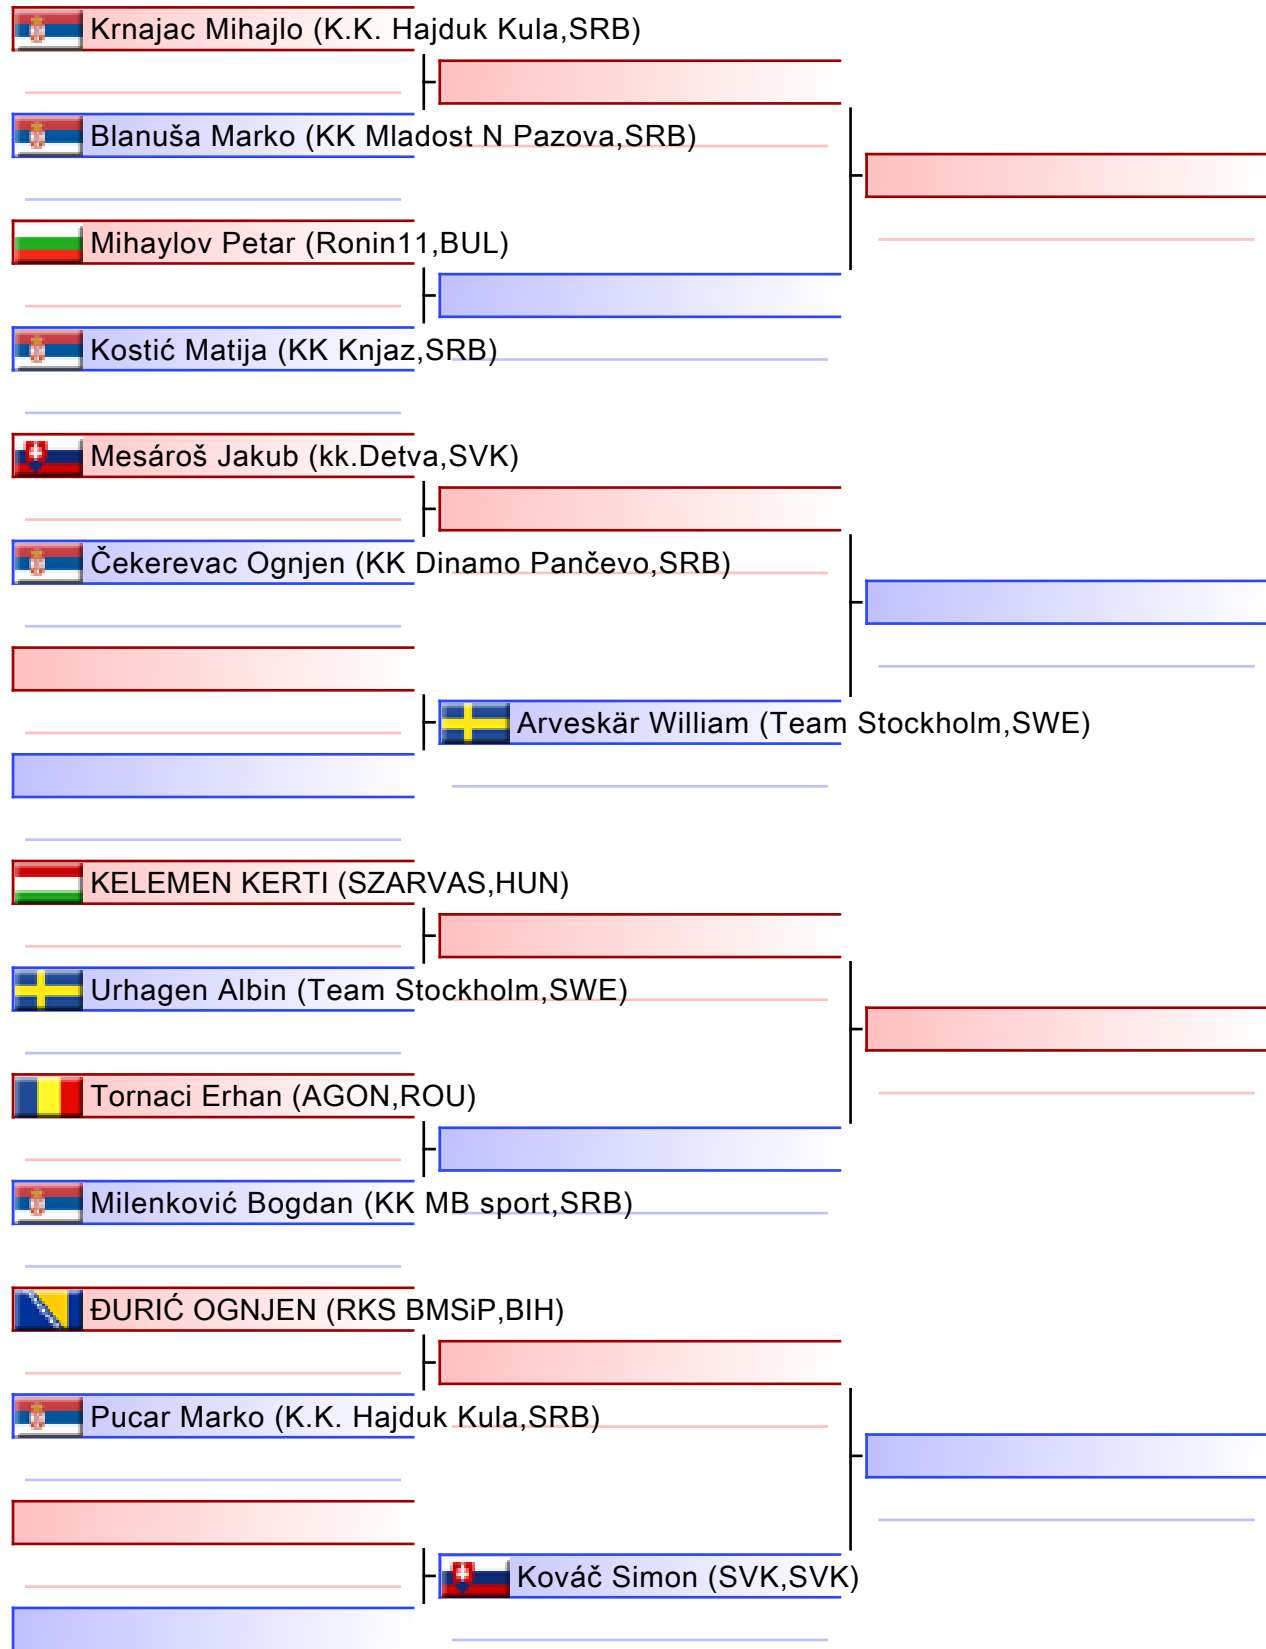 Krnajac Mihajlo (K.K. Hajduk Kula,SRB)
Blanuša Marko (KK Mladost N Pazova,SRB)
Mihaylov Petar (Ronin11,BUL)
Kostić Matija (KK Knjaz,SRB)
Mesároš Jakub (kk.Detva,SVK)
Čekerevac Ognjen (KK Dinamo Pančevo,SRB)
Arveskär William (Team Stockholm,SWE)
KELEMEN KERTI (SZARVAS,HUN)
Urhagen Albin (Team Stockholm,SWE)
Tornaci Erhan (AGON,ROU)
Milenković Bogdan (KK MB sport,SRB)
ĐURIĆ OGNJEN (RKS BMSiP,BIH)
Pucar Marko (K.K. Hajduk Kula,SRB)
Kováč Simon (SVK,SVK)